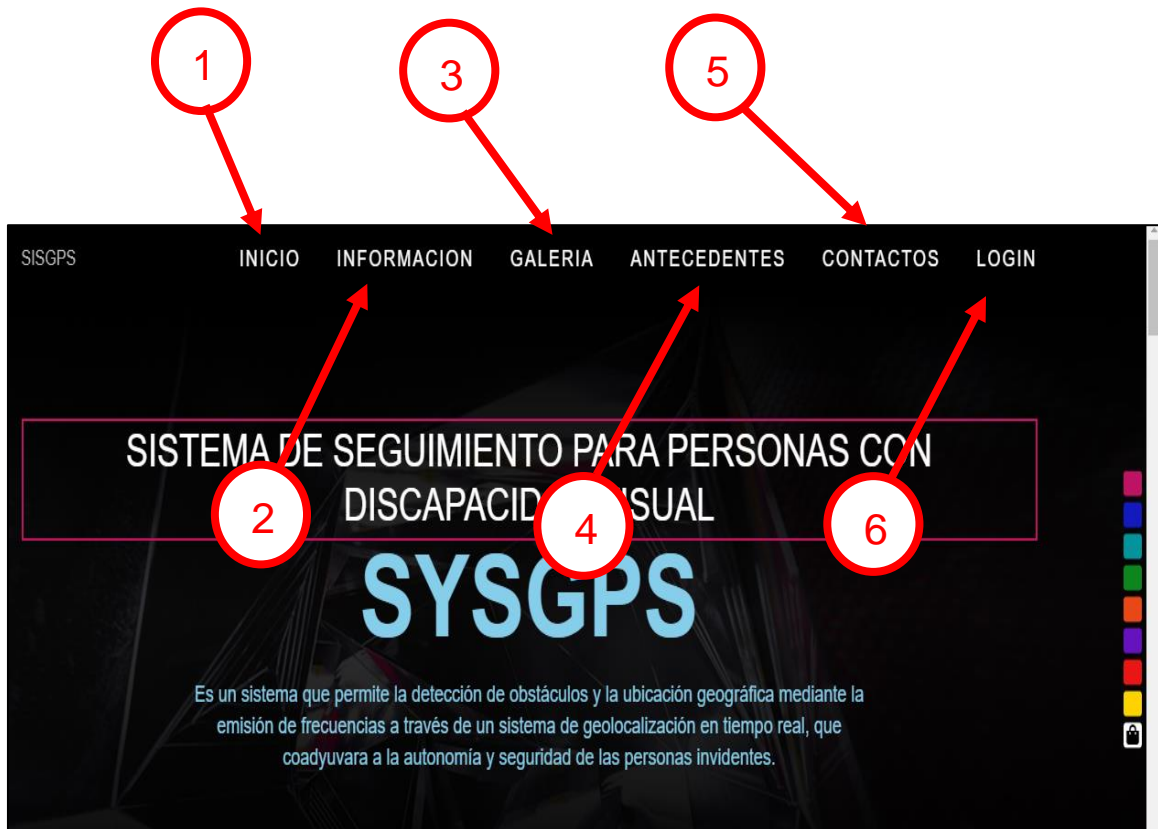 1
3
5
SISGPS
INICIO INFORMACION GALERIA ANTECEDENTES CONTACTOS LOGIN
SISTEMA DE SEGUIMIENTO PARA PERSONAS CON
DISCAPACIDAD VISUAL
2
4
6
SYSGPS
Es un sistema que permite la detección de obstáculos y la ubicación geográfica mediante la
emisión de frecuencias a través de un sistema de geolocalización en tiempo real, que
coadyuvara a la autonomía y seguridad de las personas invidentes.